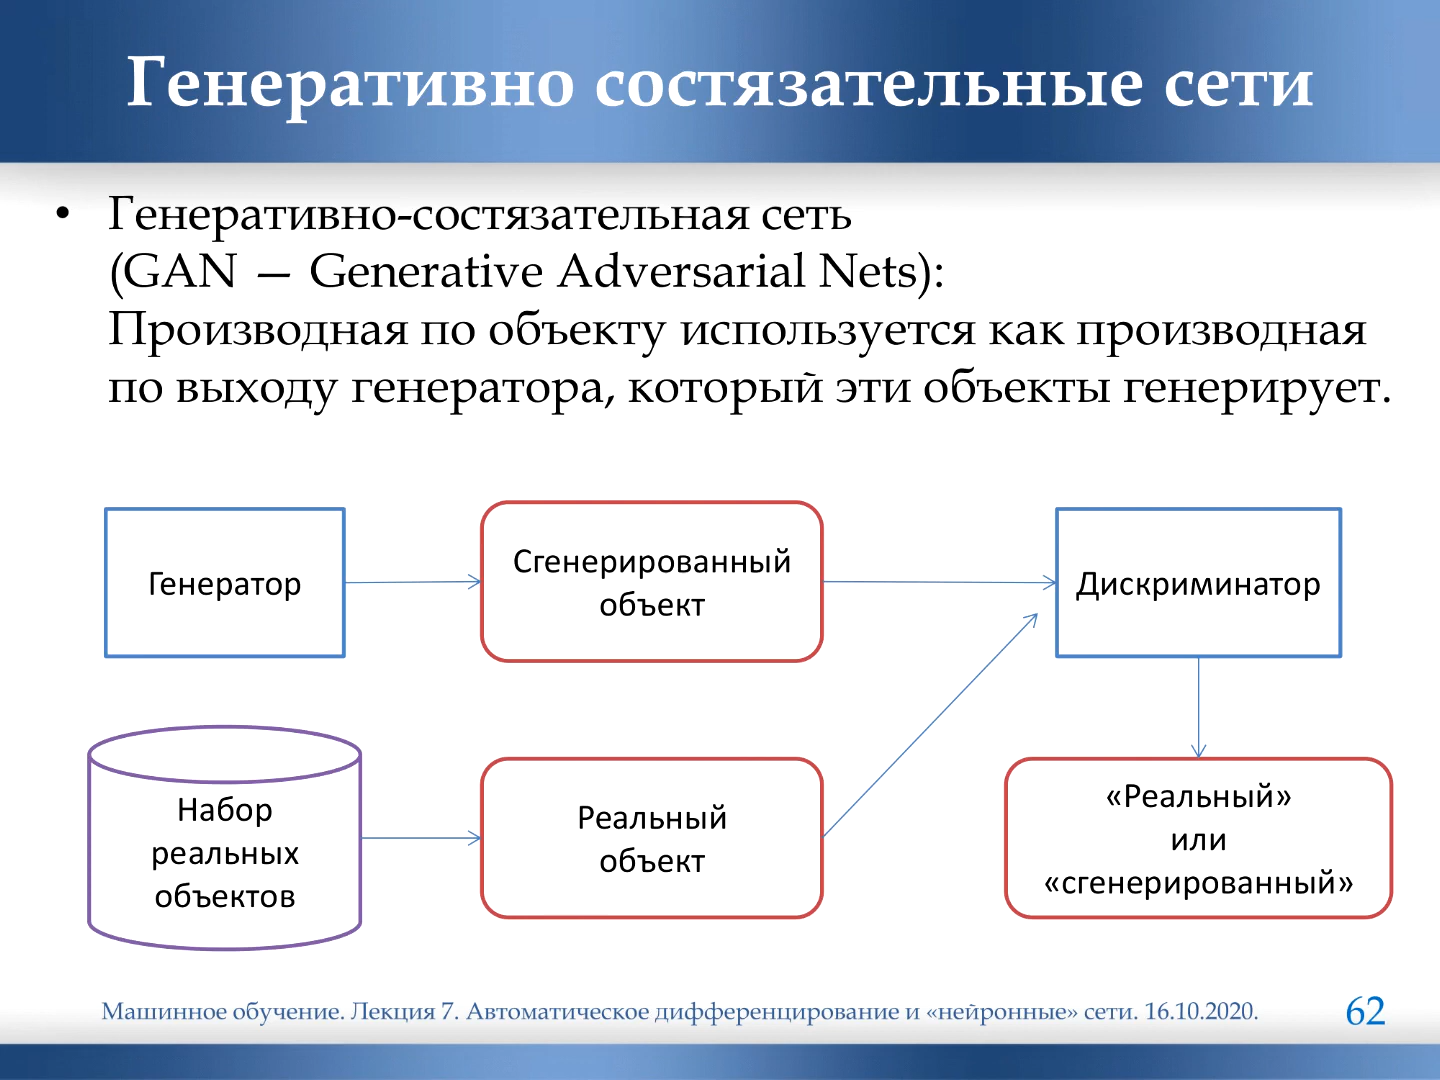 Генеративно состязательные сети
• Генеративно-состязательная сеть
(GAN — Generative Adversarial Nets):
Производная по объекту используется как производная
по выходу генератора, который эти объекты генерирует.
Генератор
Сгенерированный
объект
Дискриминатор
Набор
реальных
объектов
Реальный
объект
«Реальный»
или
«сгенерированный»
Машинное обучение. Лекция 7. Автоматическое дифференцирование и «нейронные» сети. 16.10.2020.
62